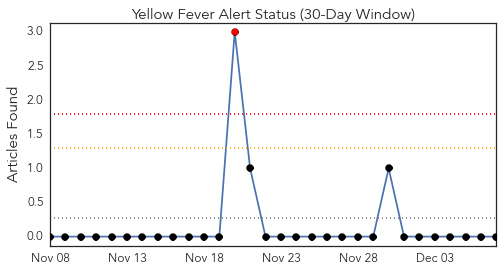 Yellow Fever Alert Status (30-Day Window)
Articles Found
3.0
2.5
2.0
1.5
1.0
0.5
0.0
Nov 08 Nov 13 Nov 18 Nov 23 Nov 28 Dec 03